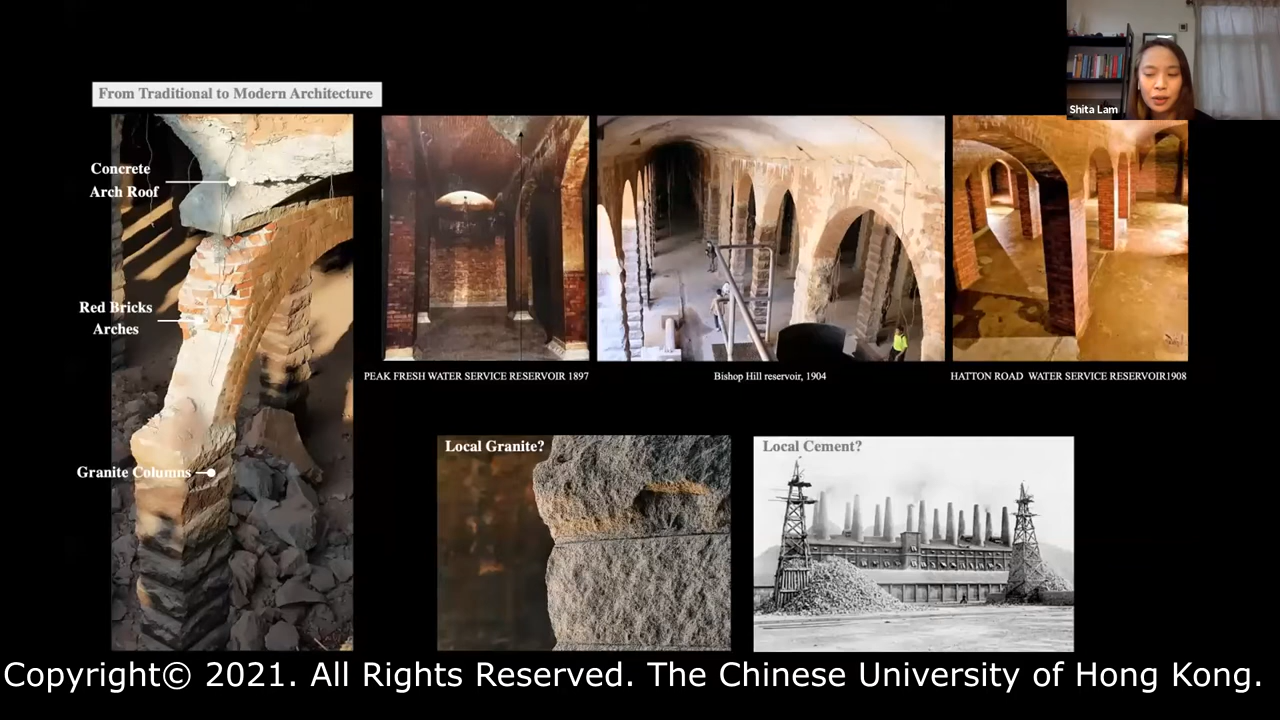 Shita Lam
From Traditional to Modern Architecture
Concrete
Arch Roof
Red Bricks
Arches
Granite Columns
PEAK FRESH WATER SERVICE RESERVOIR 1897
Bishop Hill reservoir, 1904
HATTON ROAD WATER SERVICE RESERVOIR1908
Local Granite?
Local Cement?
Copyright© 2021. All Rights Reserved. The Chinese University of Hong Kong.